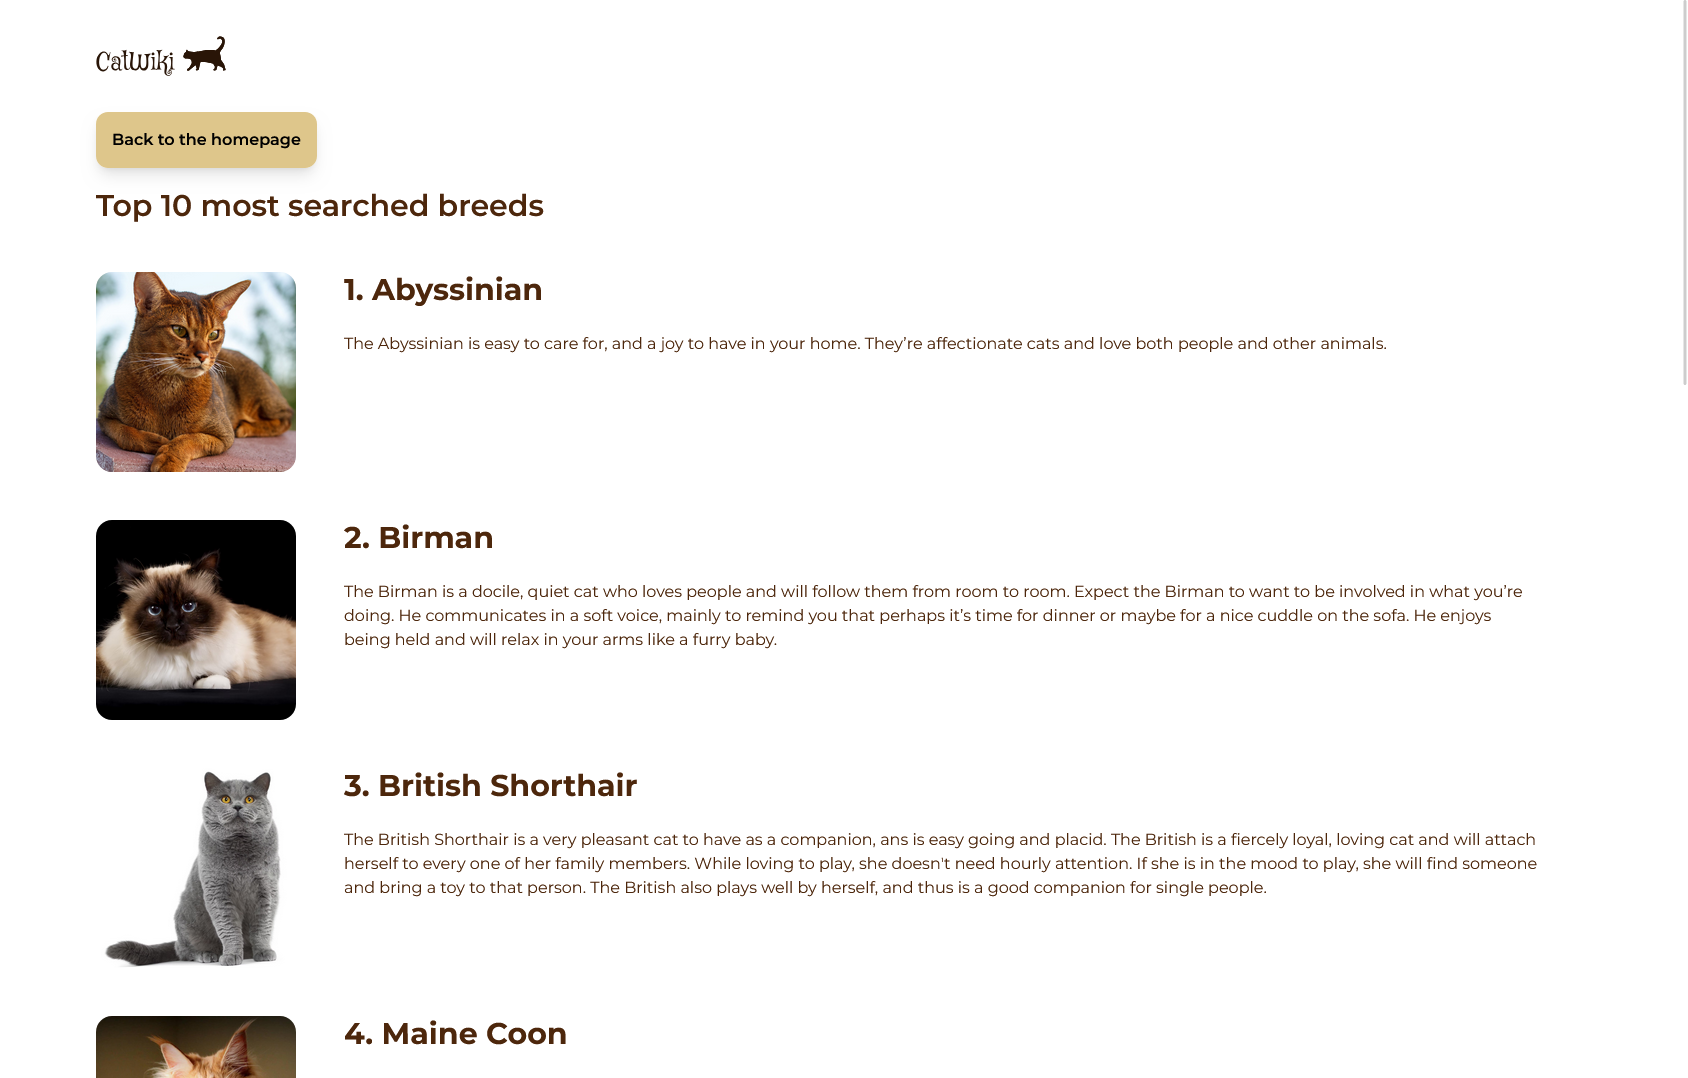 CatWiki
Back to the homepage
Top 10 most searched breeds
1. Abyssinian
The Abyssinian is easy to care for, and a joy to have in your home. They’re affectionate cats and love both people and other animals.
2. Birman
The Birman is a docile, quiet cat who loves people and will follow them from room to room. Expect the Birman to want to be involved in what you’re
doing. He communicates in a soft voice, mainly to remind you that perhaps it’s time for dinner or maybe for a nice cuddle on the sofa. He enjoys
being held and will relax in your arms like a furry baby.
3. British Shorthair
The British Shorthair is a very pleasant cat to have as a companion, ans is easy going and placid. The British is a fiercely loyal, loving cat and will attach
herself to every one of her family members. While loving to play, she doesn't need hourly attention. If she is in the mood to play, she will find someone
and bring a toy to that person. The British also plays well by herself, and thus is a good companion for single people.
4. Maine Coon